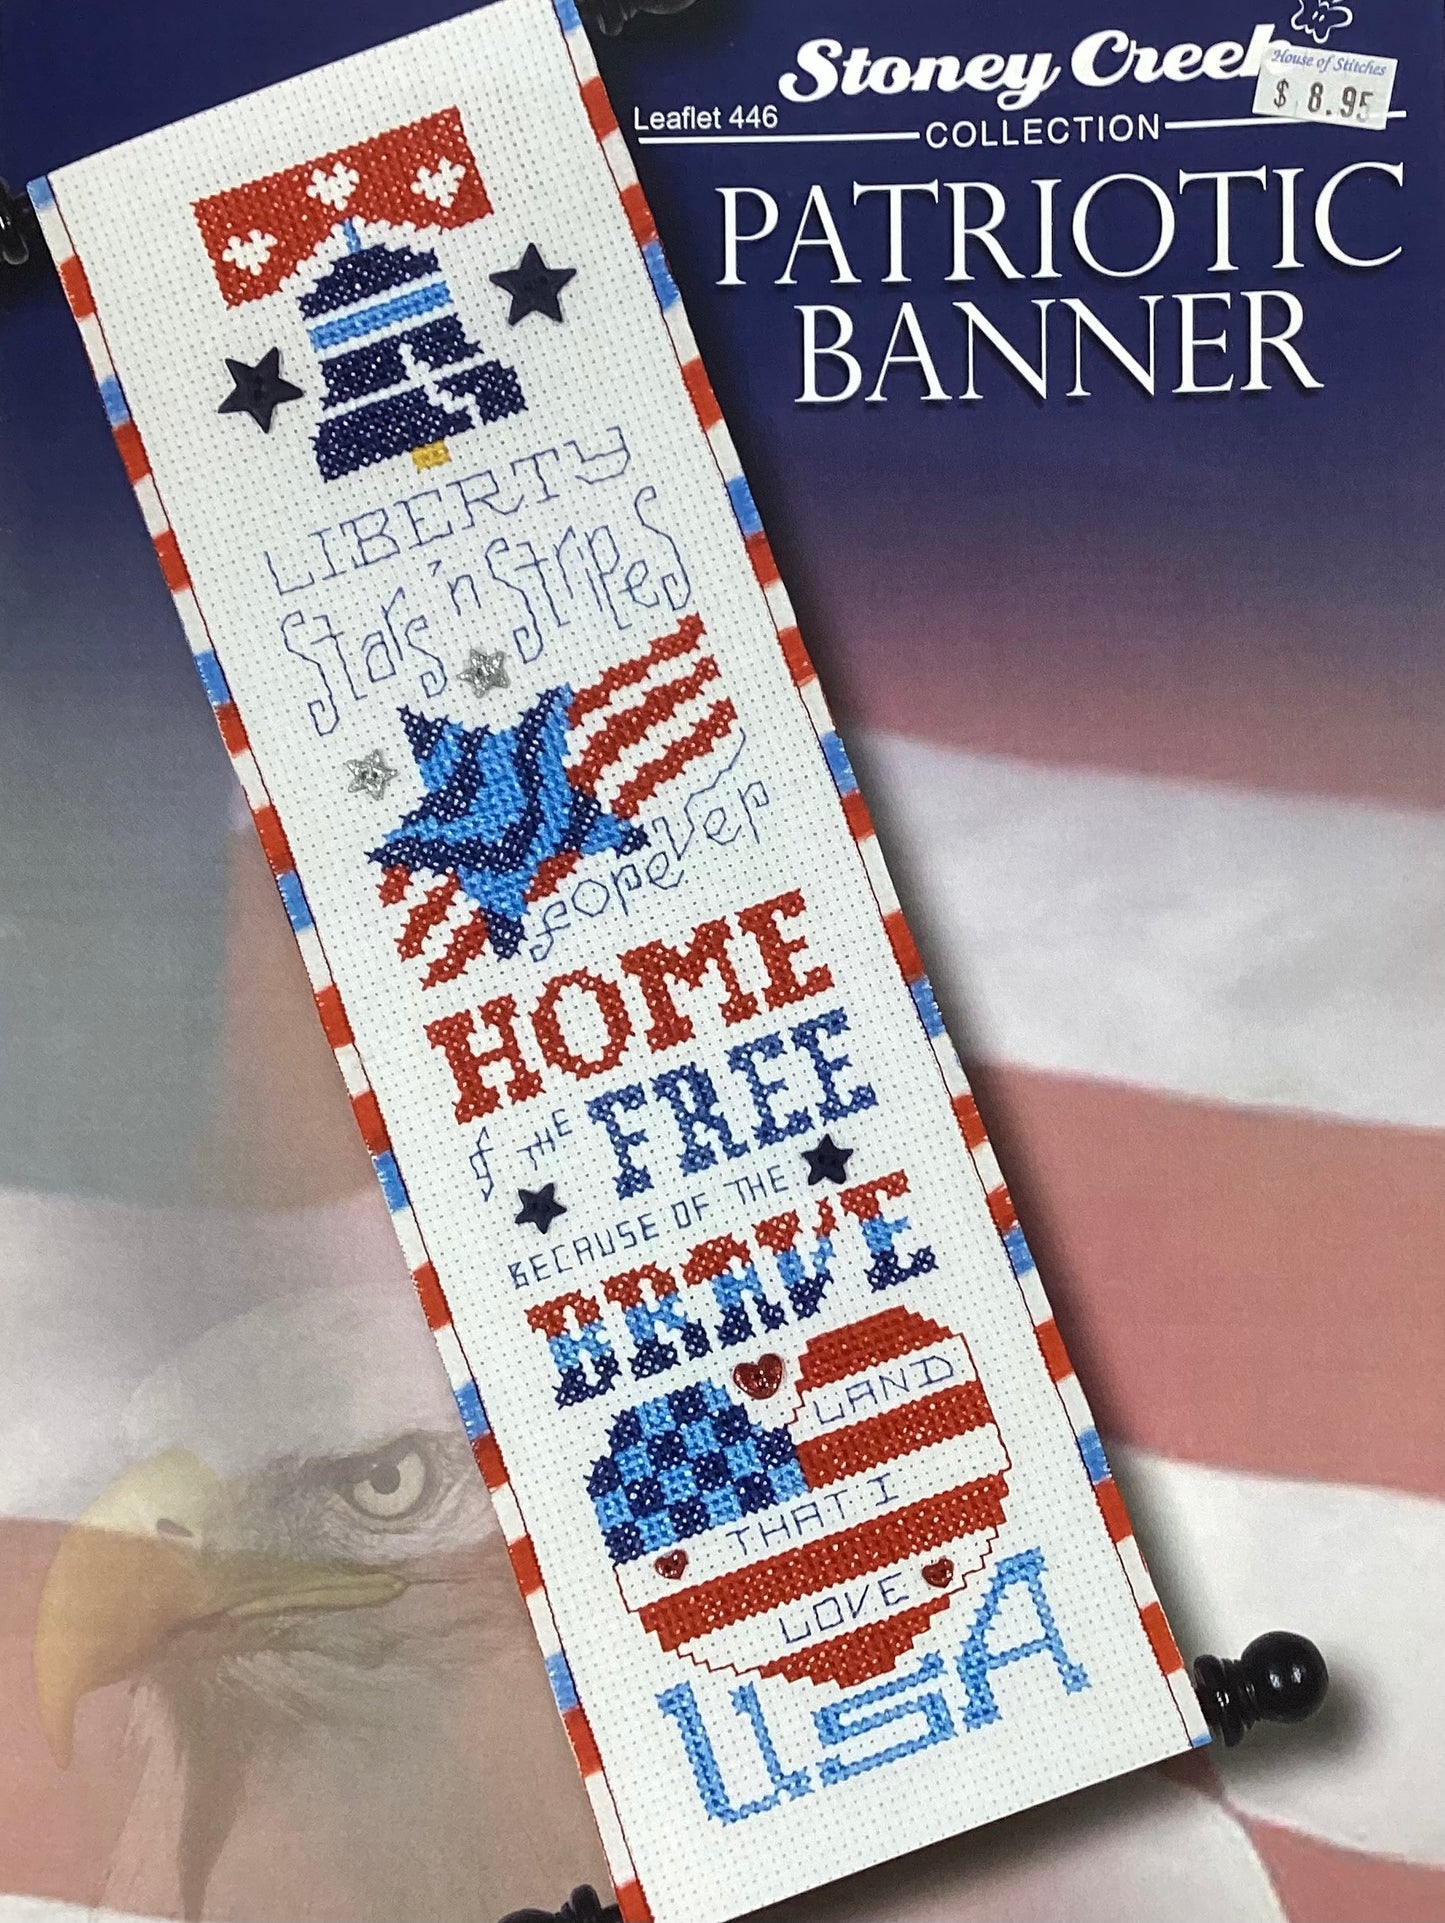 Stoney Creek
House of Stitches
$ 8.95
Leaflet 446
COLLECTION
PATRIOTIC
BANNER
LIBERTY
Stars 'n Stripes
forever
HOME
of THE FREE
BECAUSE OF THE
BRAVE
LAND
THAT I
LOVE
USA